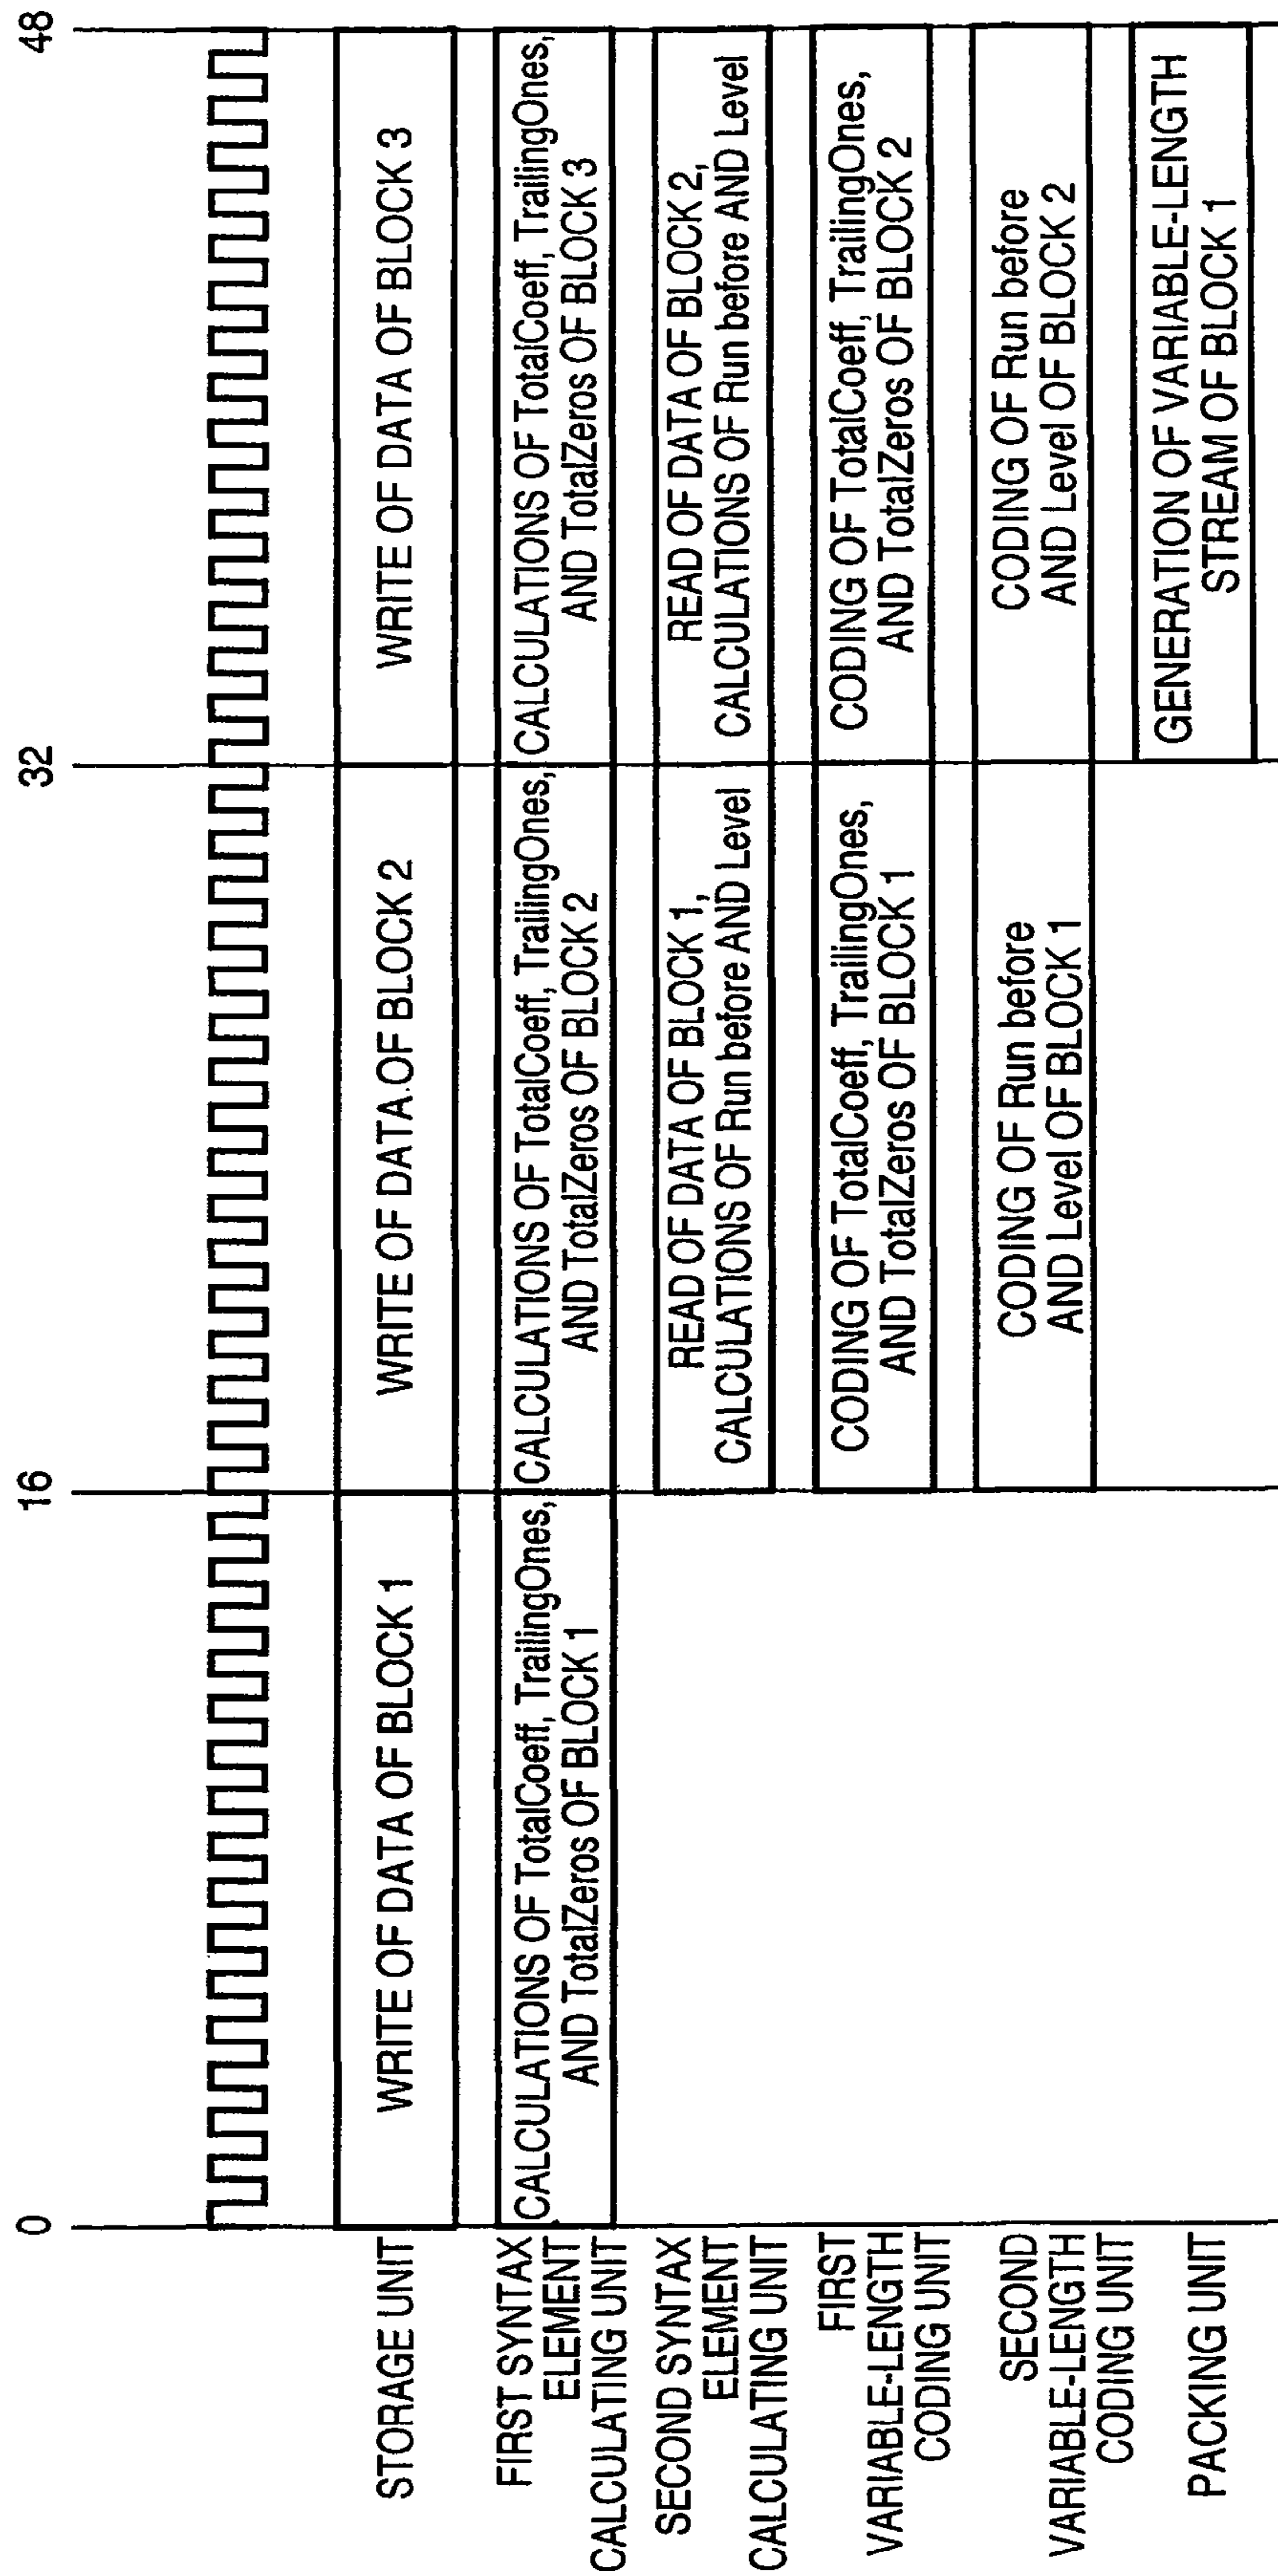 0
16
32
48
STORAGE UNIT
WRITE OF DATA OF BLOCK 1
WRITE OF DATA.OF BLOCK 2
WRITE OF DATA OF BLOCK 3
FIRST SYNTAX
ELEMENT
CALCULATING UNIT
CALCULATIONS OF TotalCoeff, TrailingOnes,
AND TotalZeros OF BLOCK 1
CALCULATIONS OF TotalCoeff, TrailingOnes,
AND TotalZeros OF BLOCK 2
CALCULATIONS OF TotalCoeff, TrailingOnes,
AND TotalZeros OF BLOCK 3
SECOND SYNTAX
ELEMENT
CALCULATING UNIT
READ OF DATA OF BLOCK 1,
CALCULATIONS OF Run before AND Level
READ OF DATA OF BLOCK 2,
CALCULATIONS OF Run before AND Level
FIRST
VARIABLE-LENGTH
CODING UNIT
CODING OF TotalCoeff, TrailingOnes,
AND TotalZeros OF BLOCK 1
CODING OF TotalCoeff, TrailingOnes,
AND TotalZeros OF BLOCK 2
SECOND
VARIABLE-LENGTH
CODING UNIT
CODING OF Run before
AND Level OF BLOCK 1
CODING OF Run before
AND Level OF BLOCK 2
PACKING UNIT
GENERATION OF VARIABLE-LENGTH
STREAM OF BLOCK 1